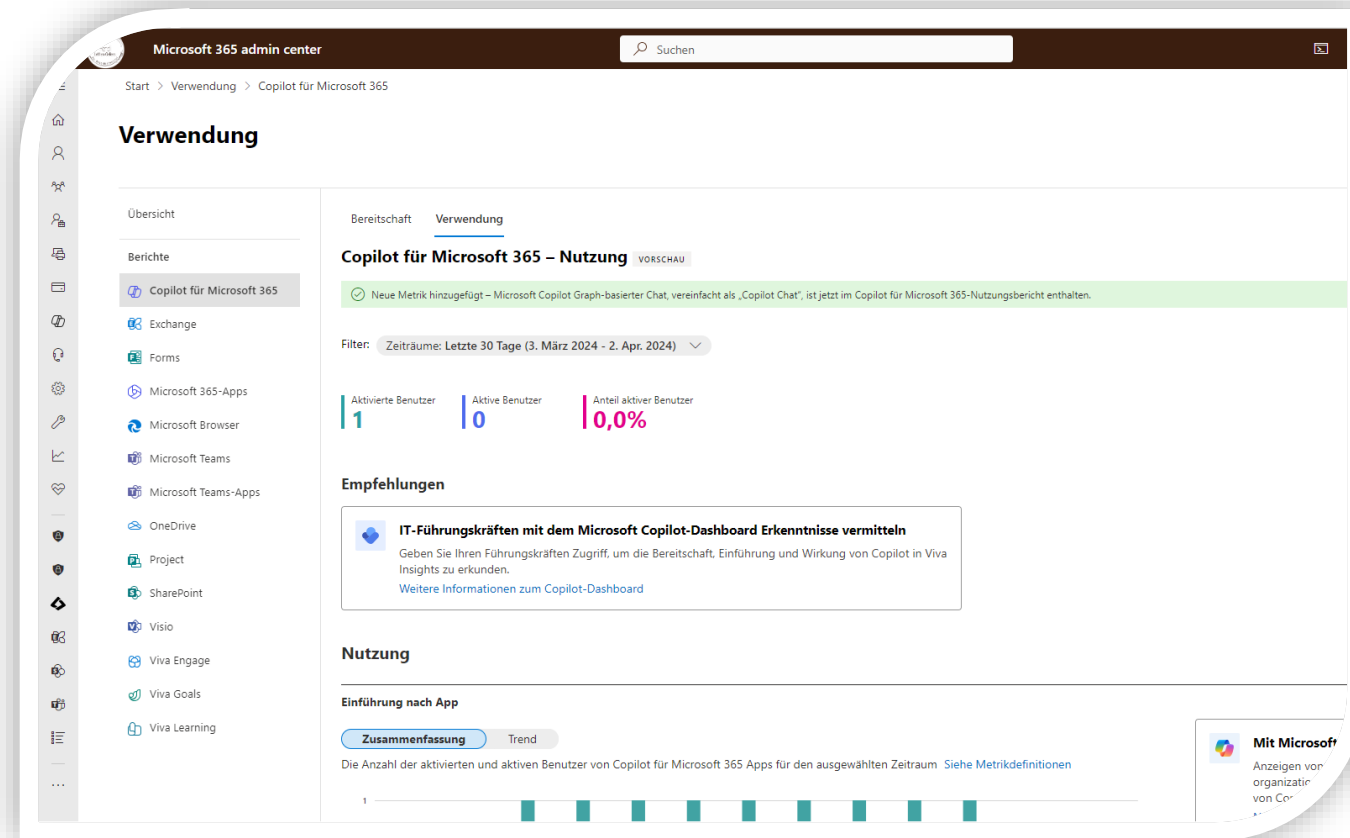 Microsoft 365 admin center
Suchen
Start > Verwendung > Copilot für Microsoft 365
Verwendung
Übersicht
Berichte
Copilot für Microsoft 365
Exchange
Forms
Microsoft 365-Apps
Microsoft Browser
Microsoft Teams
Microsoft Teams-Apps
OneDrive
Project
SharePoint
Visio
Viva Engage
Viva Goals
Viva Learning
Bereitschaft Verwendung
Copilot für Microsoft 365 – Nutzung VORSCHAU
Neue Metrik hinzugefügt – Microsoft Copilot Graph-basierter Chat, vereinfacht als „Copilot Chat", ist jetzt im Copilot für Microsoft 365-Nutzungsbericht enthalten.
Filter: Zeiträume: Letzte 30 Tage (3. März 2024 - 2. Apr. 2024)
Aktivierte Benutzer Aktive Benutzer Anteil aktiver Benutzer
1 0 0,0%
Empfehlungen
IT-Führungskräften mit dem Microsoft Copilot-Dashboard Erkenntnisse vermitteln
Geben Sie Ihren Führungskräften Zugriff, um die Bereitschaft, Einführung und Wirkung von Copilot in Viva
Insights zu erkunden.
Weitere Informationen zum Copilot-Dashboard
Nutzung
Einführung nach App
Zusammenfassung Trend
Die Anzahl der aktivierten und aktiven Benutzer von Copilot für Microsoft 365 Apps für den ausgewählten Zeitraum Siehe Metrikdefinitionen
1
Mit Microsoft
Anzeigen von
von